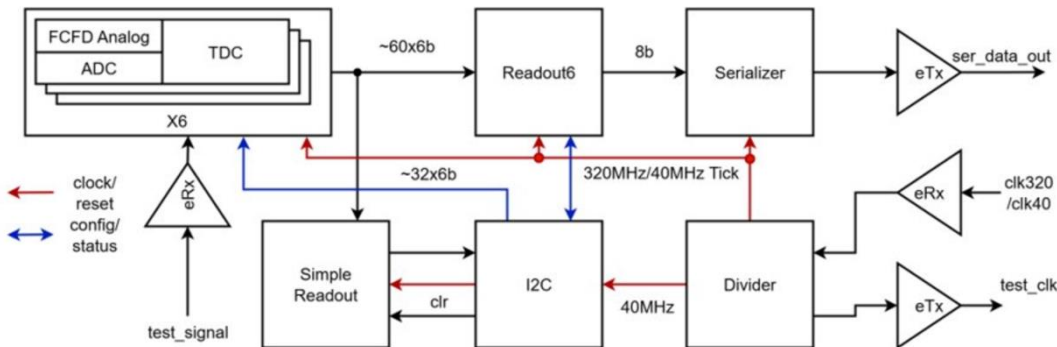 FCFD Analog
TDC
ADC
X6
~60x6b
Readout6
8b
Serializer
eTx
ser_data_out
clock/
reset
config/
status
eRx
~32x6b
320MHz/40MHz Tick
eRx
clk320
/clk40
Simple
Readout
clr
I2C
40MHz
Divider
eTx
test_clk
test_signal